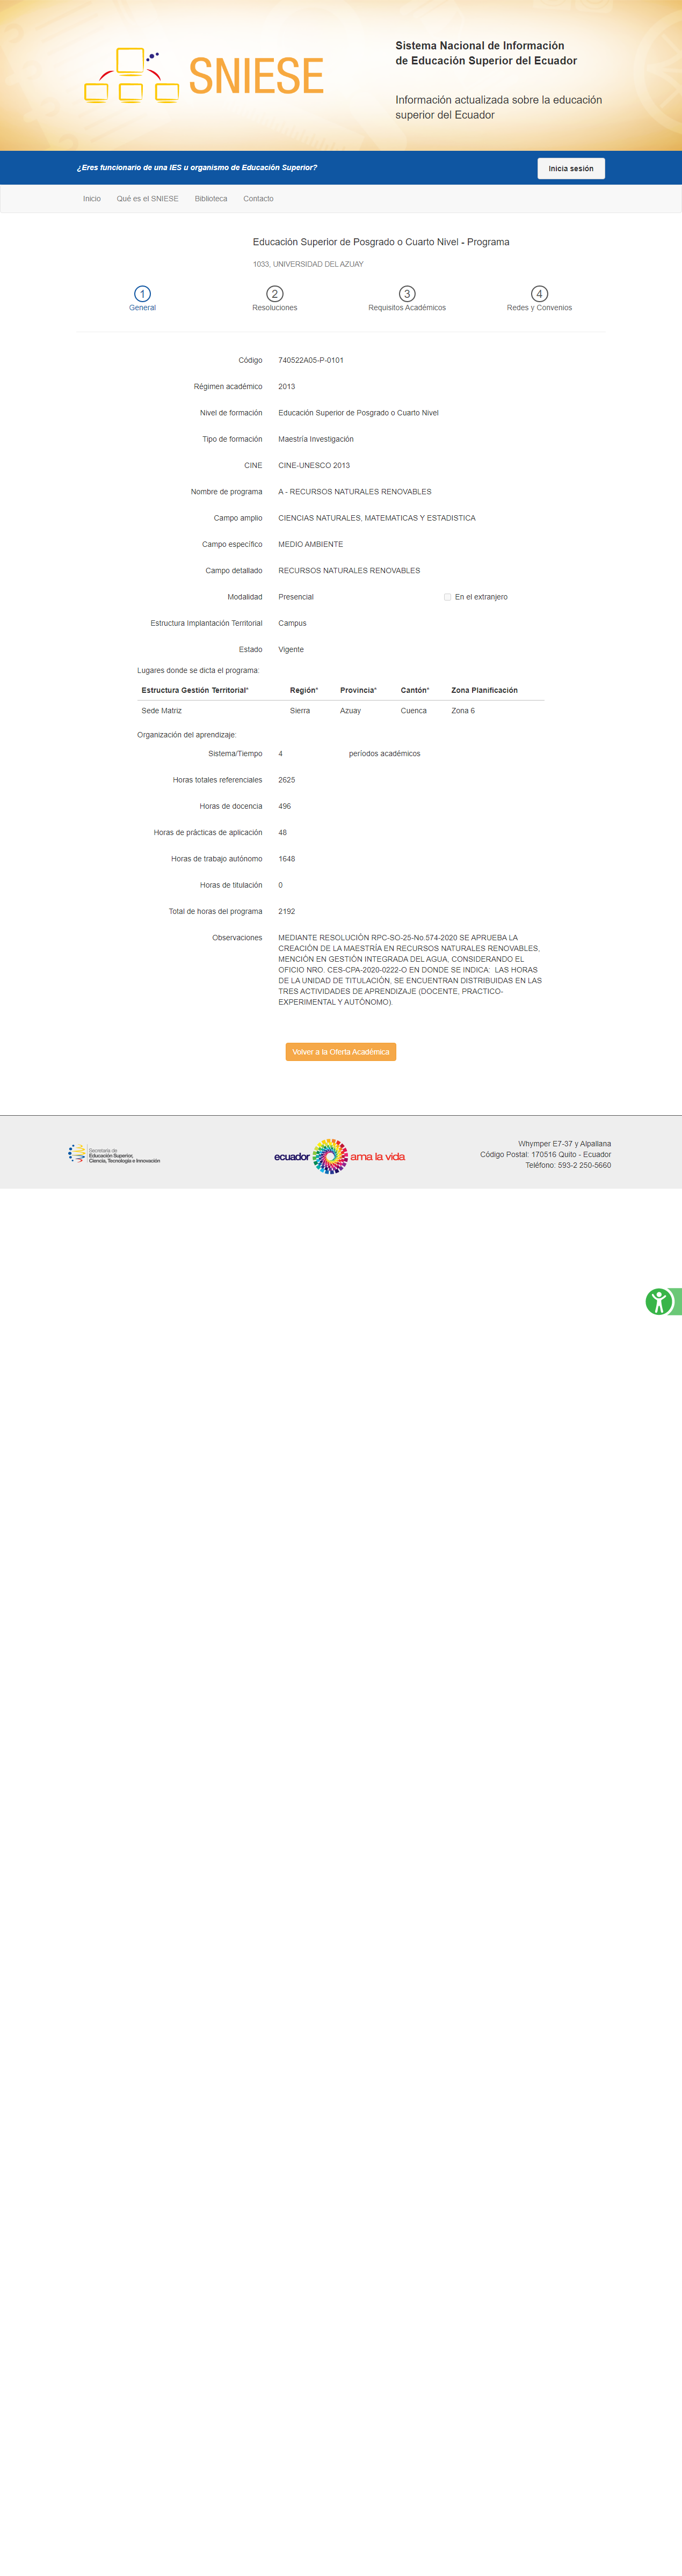 SNIESE
Sistema Nacional de Información
de Educación Superior del Ecuador
Información actualizada sobre la educación
superior del Ecuador
¿Eres funcionario de una IES u organismo de Educación Superior?
Inicia sesión
Inicio Qué es el SNIESE Biblioteca Contacto
Educación Superior de Posgrado o Cuarto Nivel - Programa
1033, UNIVERSIDAD DEL AZUAY
1 2 3 4
General Resoluciones Requisitos Académicos Redes y Convenios
Código 740522A05-P-0101
Régimen académico 2013
Nivel de formación Educación Superior de Posgrado o Cuarto Nivel
Tipo de formación Maestría Investigación
CINE CINE-UNESCO 2013
Nombre de programa A - RECURSOS NATURALES RENOVABLES
Campo amplio CIENCIAS NATURALES, MATEMATICAS Y ESTADISTICA
Campo específico MEDIO AMBIENTE
Campo detallado RECURSOS NATURALES RENOVABLES
Modalidad Presencial En el extranjero
Estructura Implantación Territorial Campus
Estado Vigente
Lugares donde se dicta el programa:
Estructura Gestión Territorial* Región* Provincia* Cantón* Zona Planificación
Sede Matriz Sierra Azuay Cuenca Zona 6
Organización del aprendizaje:
Sistema/Tiempo 4 períodos académicos
Horas totales referenciales 2625
Horas de docencia 496
Horas de prácticas de aplicación 48
Horas de trabajo autónomo 1648
Horas de titulación 0
Total de horas del programa 2192
Observaciones MEDIANTE RESOLUCIÓN RPC-SO-25-No.574-2020 SE APRUEBA LA
CREACIÓN DE LA MAESTRÍA EN RECURSOS NATURALES RENOVABLES,
MENCIÓN EN GESTIÓN INTEGRADA DEL AGUA, CONSIDERANDO EL
OFICIO NRO. CES-CPA-2020-0222-O EN DONDE SE INDICA: LAS HORAS
DE LA UNIDAD DE TITULACIÓN, SE ENCUENTRAN DISTRIBUIDAS EN LAS
TRES ACTIVIDADES DE APRENDIZAJE (DOCENTE, PRACTICO-
EXPERIMENTAL Y AUTÓNOMO).
Volver a la Oferta Académica
Secretaría de
Educación Superior,
Ciencia, Tecnología e Innovación
ecuador ama la vida
Whymper E7-37 y Alpallana
Código Postal: 170516 Quito - Ecuador
Teléfono: 593-2 250-5660